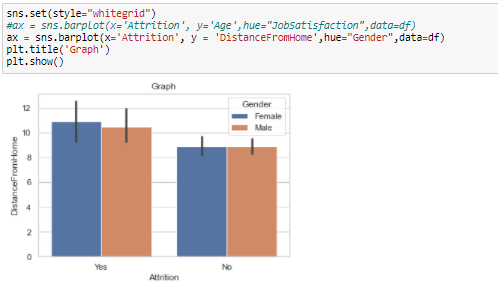 sns.set(style="whitegrid")
#ax = sns.barplot(x='Attrition', y='Age',hue="JobSatisfaction",data=df)
ax = sns.barplot(x='Attrition', y = 'DistanceFromHome',hue="Gender",data=df)
plt.title('Graph')
plt.show()
Graph
Gender
Female
Male
12
10
8
6
4
2
0
DistanceFromHome
Yes
No
Attrition